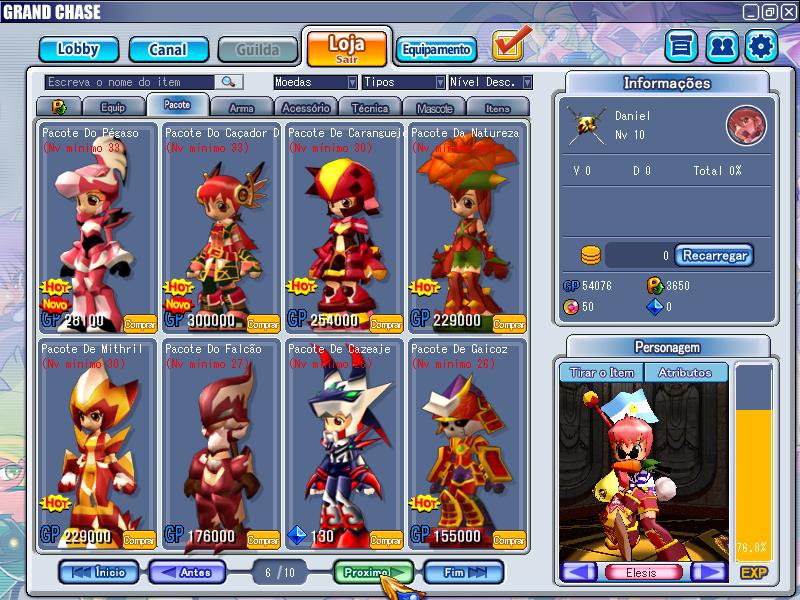 GRAND CHASE
Lobby
Canal
Guilda
Loja
Sair
Equipamento
Escreva o nome do item
Moedas
Tipos
Nível Desc.
Equip
Pacote
Arma
Acessório
Técnica
Mascote
Itens
Pacote Do Pégaso
(Nv mínimo 33)
Hot
Novo
GP 28100
Comprar
Pacote Do Caçador D
(Nv mínimo 33)
Hot
Novo
GP 300000
Comprar
Pacote De Caranguej
(Nv mínimo 30)
Hot
GP 254000
Comprar
Pacote Da Natureza
Hot
GP 229000
Comprar
Pacote De Mithril
(Nv mínimo 30)
Hot
GP 229000
Comprar
Pacote Do Falcão
(Nv mínimo 27)
GP 176000
Comprar
Pacote De Cazeaje
(Nv mínimo
130
Comprar
Pacote De Gaicoz
(Nv mínimo 26)
Hot
GP 155000
Comprar
Início
Antes
6 /10
Proximo
Fim
Informações
Daniel
Nv 10
V 0
D 0
Total 0%
0
Recarregar
GP 54076
3650
50
0
Personagem
Tirar o Item
Atributos
76.8%
EXP
Elesis